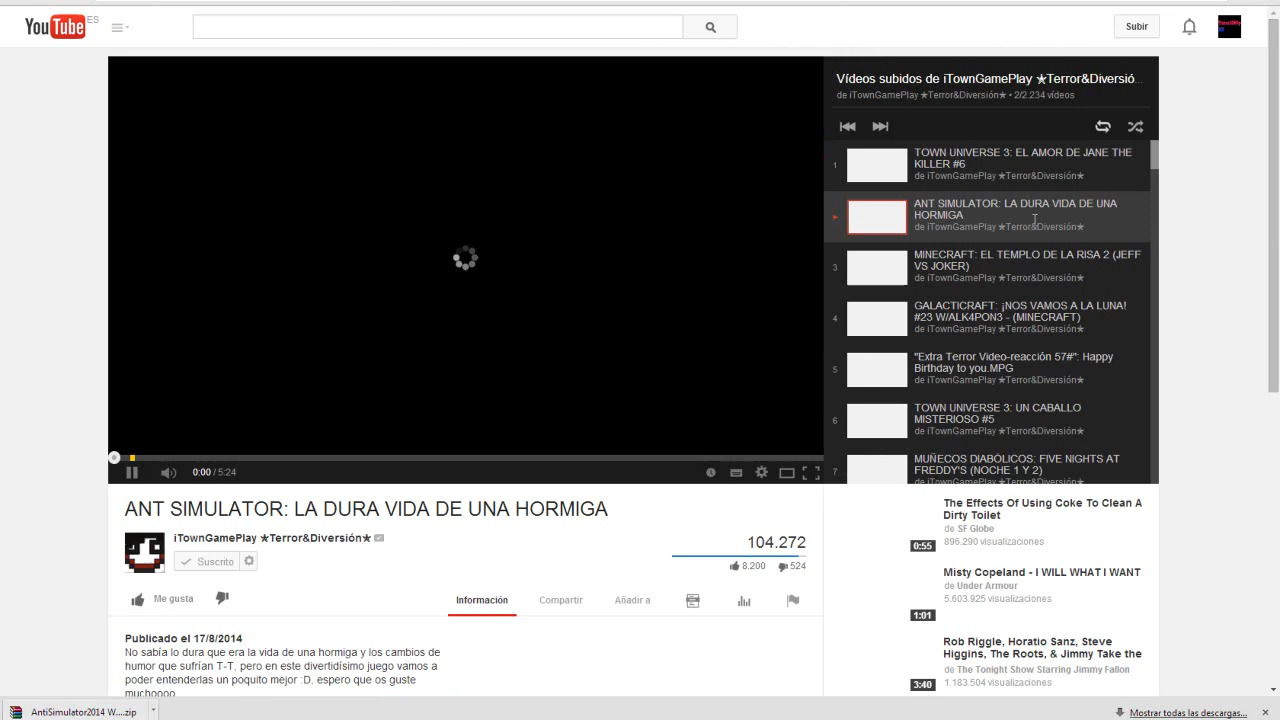 YouTube ES
Subir
Vídeos subidos de iTownGamePlay ★Terror&Diversió...
de iTownGamePlay ★Terror&Diversión★ • 2/2.234 vídeos
1
TOWN UNIVERSE 3: EL AMOR DE JANE THE
KILLER #6
de iTownGamePlay ★Terror&Diversión★
ANT SIMULATOR: LA DURA VIDA DE UNA
HORMIGA
de iTownGamePlay ★Terror&Diversión★
3
MINECRAFT: EL TEMPLO DE LA RISA 2 (JEFF
VS JOKER)
de iTownGamePlay ★Terror&Diversión★
4
GALACTICRAFT: ¡NOS VAMOS A LA LUNA!
#23 W/ALK4PON3 - (MINECRAFT)
de iTownGamePlay ★Terror&Diversión★
5
"Extra Terror Video-reacción 57#": Happy
Birthday to you.MPG
de iTownGamePlay ★Terror&Diversión★
6
TOWN UNIVERSE 3: UN CABALLO
MISTERIOSO #5
de iTownGamePlay ★Terror&Diversión★
7
MUÑECOS DIABÓLICOS: FIVE NIGHTS AT
FREDDY'S (NOCHE 1 Y 2)
de iTownGamePlay ★Terror&Diversión★
0:00 / 5:24
ANT SIMULATOR: LA DURA VIDA DE UNA HORMIGA
iTownGamePlay ★Terror&Diversión★
Suscrito
104.272
8.200 524
Me gusta
Información Compartir Añadir a
Publicado el 17/8/2014
No sabía lo dura que era la vida de una hormiga y los cambios de
humor que sufrían T-T, pero en este divertidísimo juego vamos a
poder entenderlas un poquito mejor :D. espero que os guste
muchoooo
The Effects Of Using Coke To Clean A
Dirty Toilet
de SF Globe
896.290 visualizaciones
0:55
Misty Copeland - I WILL WHAT I WANT
de Under Armour
5.603.925 visualizaciones
1:01
Rob Riggle, Horatio Sanz, Steve
Higgins, The Roots, & Jimmy Take the
de The Tonight Show Starring Jimmy Fallon
1.183.504 visualizaciones
3:40
AntiSimulator2014 W....zip
Mostrar todas las descargas...